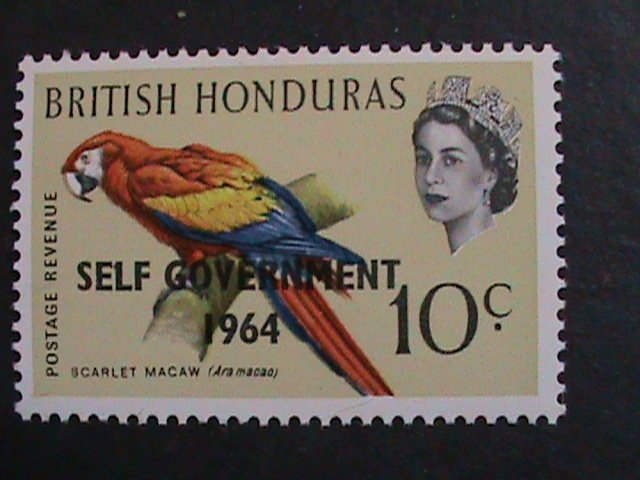 BRITISH HONDURAS
POSTAGE REVENUE
SELF GOVERNMENT
1964
10c.
SCARLET MACAW (Ara macao)